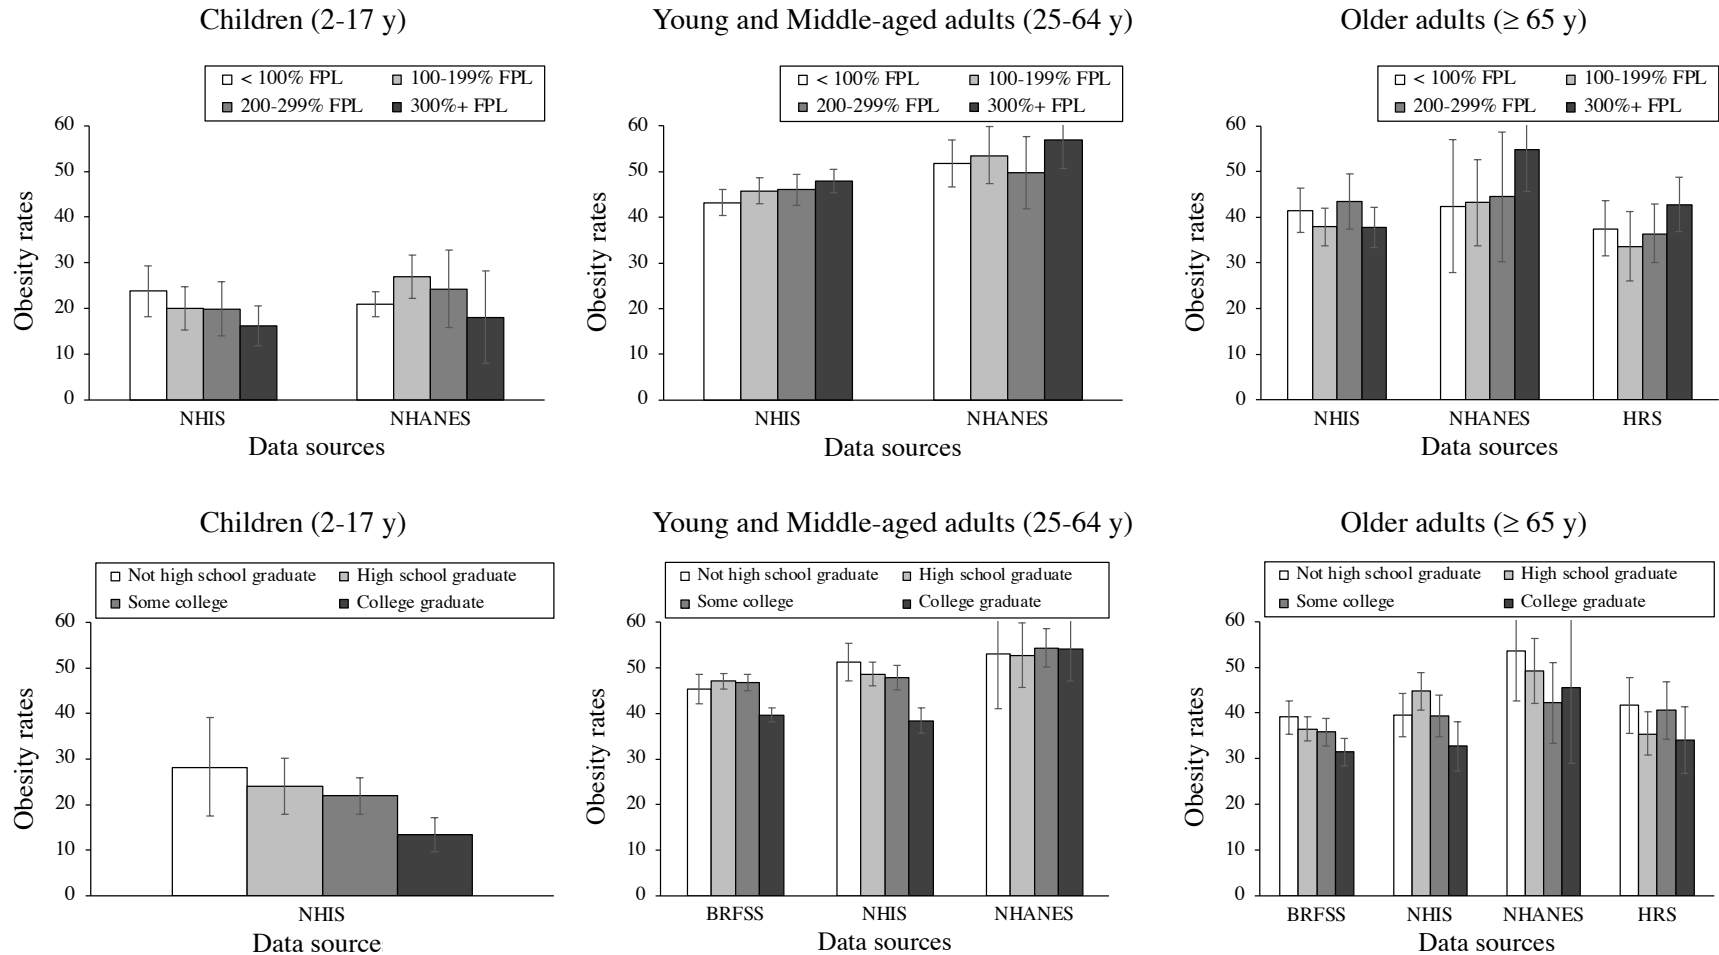 Children (2-17 y)
< 100% FPL 100-199% FPL
200-299% FPL 300%+ FPL
60
50
40
30
20
10
0
Obesity rates
NHIS NHANES
Data sources
Young and Middle-aged adults (25-64 y)
< 100% FPL 100-199% FPL
200-299% FPL 300%+ FPL
60
50
40
30
20
10
0
Obesity rates
NHIS NHANES
Data sources
Older adults (≥ 65 y)
< 100% FPL 100-199% FPL
200-299% FPL 300%+ FPL
60
50
40
30
20
10
0
Obesity rates
NHIS NHANES HRS
Data sources
Children (2-17 y)
Not high school graduate High school graduate
Some college College graduate
60
50
40
30
20
10
0
Obesity rates
NHIS
Data source
Young and Middle-aged adults (25-64 y)
Not high school graduate High school graduate
Some college College graduate
60
50
40
30
20
10
0
Obesity rates
BRFSS NHIS NHANES
Data sources
Older adults (≥ 65 y)
Not high school graduate High school graduate
Some college College graduate
60
50
40
30
20
10
0
Obesity rates
BRFSS NHIS NHANES HRS
Data sources